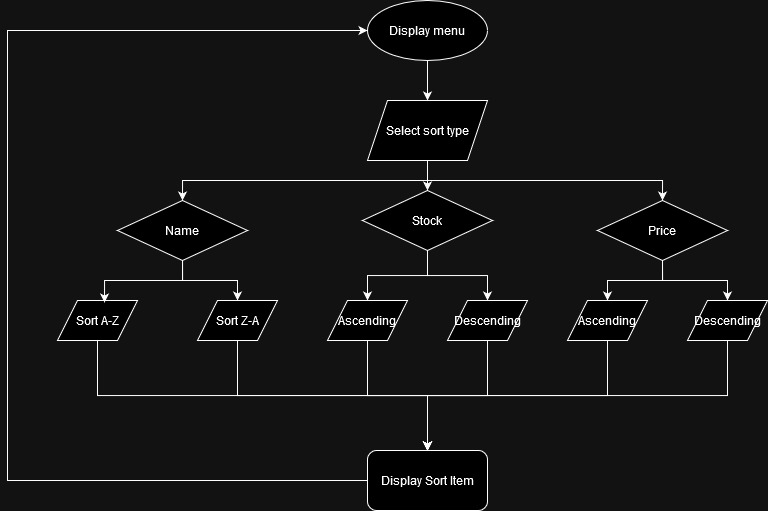 Display menu
Select sort type
Name
Stock
Price
Sort A-Z
Sort Z-A
Ascending
Descending
Ascending
Descending
Display Sort Item